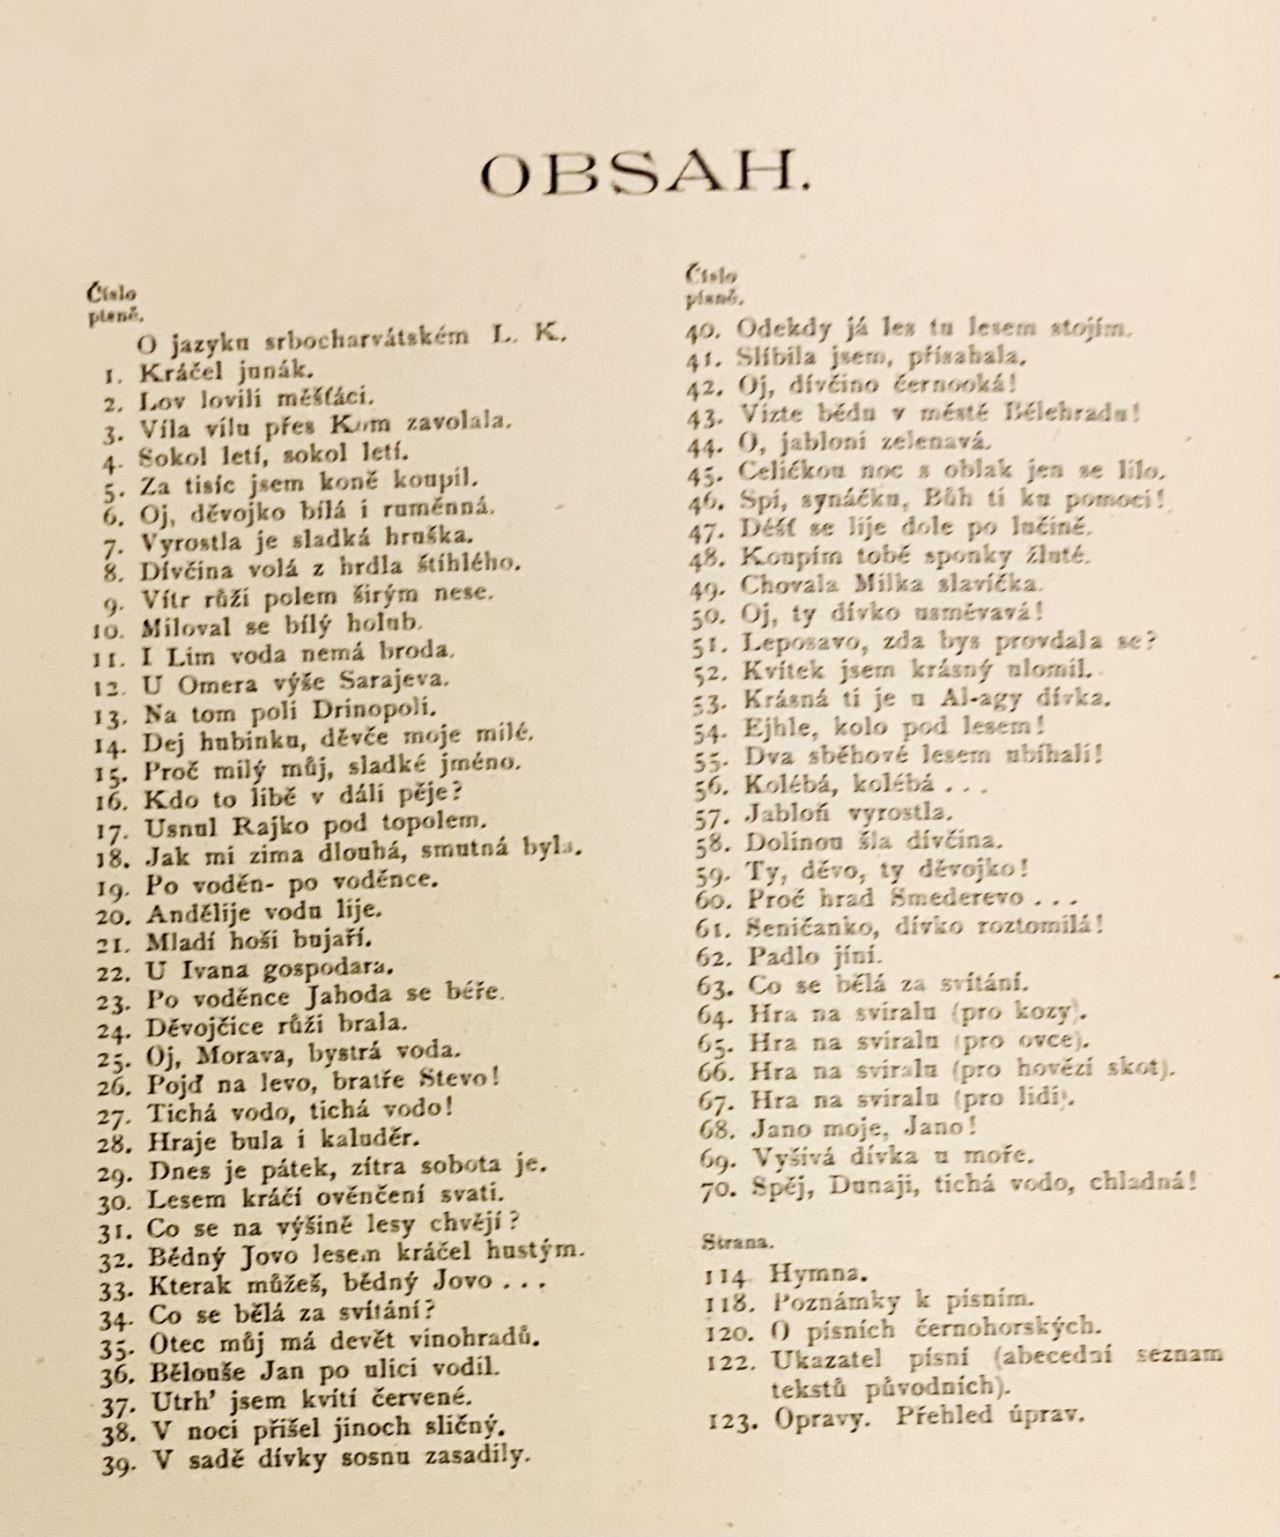 OBSAH.
Číslo
písně.
O jazyku srbocharvátském L. K.
1. Kráčel junák.
2. Lov lovili měšťáci.
3. Víla vílu přes Kom zavolala.
4. Sokol letí, sokol letí.
5. Za tisíc jsem koně koupil.
6. Oj, děvojko bílá i ruměnná.
7. Vyrostla je sladká hruška.
8. Dívčina volá z hrdla štíhlého.
9. Vítr růži polem širým nese.
10. Miloval se bílý holub.
11. I Lim voda nemá broda.
12. U Omera výše Sarajeva.
13. Na tom poli Drinopoli.
14. Dej hubinku, děvče moje milé.
15. Proč milý můj, sladké jméno.
16. Kdo to libě v dáli pěje?
17. Usnul Rajko pod topolem.
18. Jak mi zima dlouhá, smutná byla.
19. Po voděn- po voděnce.
20. Andělije vodu lije.
21. Mladí hoši bujaří.
22. U Ivana gospodara.
23. Po voděnce Jahoda se béře.
24. Děvojčice růži brala.
25. Oj, Morava, bystrá voda.
26. Pojď na levo, bratře Stevo!
27. Tichá vodo, tichá vodo!
28. Hraje bula i kaluděr.
29. Dnes je pátek, zítra sobota je.
30. Lesem kráčí ověnčení svati.
31. Co se na výšině lesy chvějí?
32. Bědný Jovo lesem kráčel hustým.
33. Kterak můžeš, bědný Jovo...
34. Co se bělá za svítání?
35. Otec můj má devět vinohradů.
36. Bělouše Jan po ulici vodil.
37. Utrh' jsem kvítí červené.
38. V noci přišel jinoch sličný.
39. V sadě dívky sosnu zasadily.
Číslo
písně.
40. Odekdy já les tu lesem stojím.
41. Slíbila jsem, přísahala.
42. Oj, dívčino černooká!
43. Vizte bědu v městě Bělehradu!
44. O, jabloni zelenavá.
45. Celičkou noc s oblak jen se lilo.
46. Spi, synáčku, Bůh ti ku pomoci!
47. Déšť se lije dole po lučině.
48. Koupím tobě sponky žluté.
49. Chovala Milka slavíčka.
50. Oj, ty dívko usměvavá!
51. Leposavo, zda bys provdala se?
52. Kvítek jsem krásný ulomil.
53. Krásná ti je u Al-agy dívka.
54. Ejhle, kolo pod lesem!
55. Dva sběhové lesem ubíhali!
56. Kolébá, kolébá...
57. Jabloň vyrostla.
58. Dolinou šla dívčina.
59. Ty, děvo, ty děvojko!
60. Proč hrad Smederevo...
61. Seničanko, dívko roztomilá!
62. Padlo jíní.
63. Co se bělá za svítání.
64. Hra na sviralu (pro kozy).
65. Hra na sviralu (pro ovce).
66. Hra na sviralu (pro hovězí skot).
67. Hra na sviralu (pro lidi).
68. Jano moje, Jano!
69. Vyšívá dívka u moře.
70. Spěj, Dunaji, tichá vodo, chladná!
Strana.
114. Hymna.
118. Poznámky k písním.
120. O písních černohorských.
122. Ukazatel písní (abecední seznam
tekstů původních).
123. Opravy. Přehled úprav.